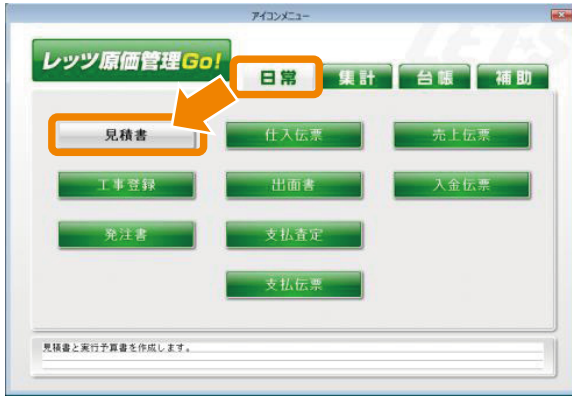 アイコンメニュー
レッツ原価管理Go!
LET'S
日常 集計 台帳 補助
見積書 仕入伝票 売上伝票
工事登録 出面書 入金伝票
発注書 支払査定
支払伝票
見積書と実行予算書を作成します。